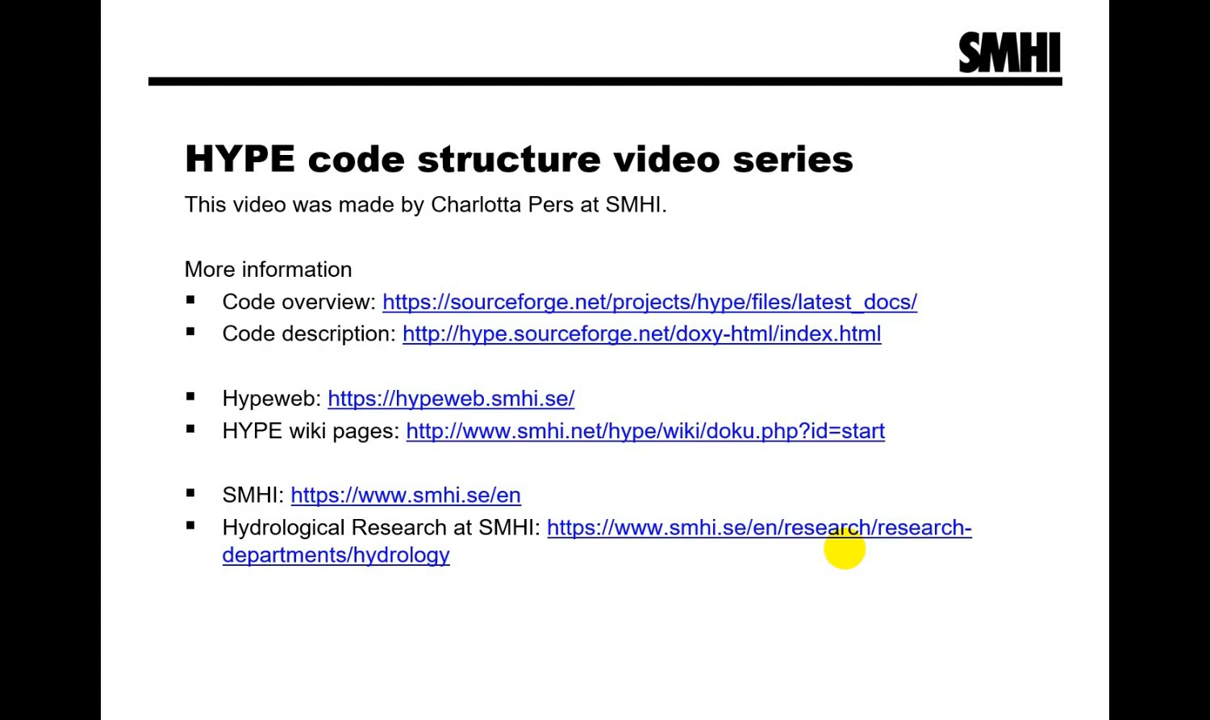 SMHI
HYPE code structure video series
This video was made by Charlotta Pers at SMHI.
More information
▪ Code overview: https://sourceforge.net/projects/hype/files/latest_docs/
▪ Code description: http://hype.sourceforge.net/doxy-html/index.html
▪ Hypeweb: https://hypeweb.smhi.se/
▪ HYPE wiki pages: http://www.smhi.net/hype/wiki/doku.php?id=start
▪ SMHI: https://www.smhi.se/en
▪ Hydrological Research at SMHI: https://www.smhi.se/en/research/research-
departments/hydrology